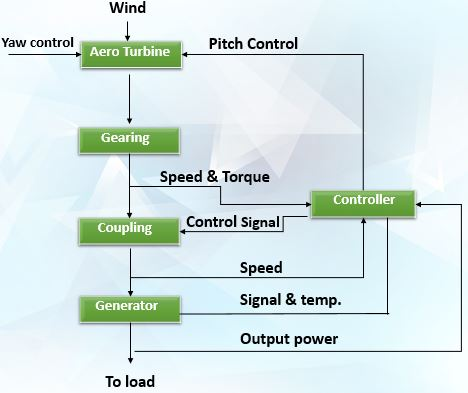 Wind
Yaw control
Aero Turbine
Pitch Control
Gearing
Speed & Torque
Controller
Coupling
Control Signal
Speed
Generator
Signal & temp.
Output power
To load